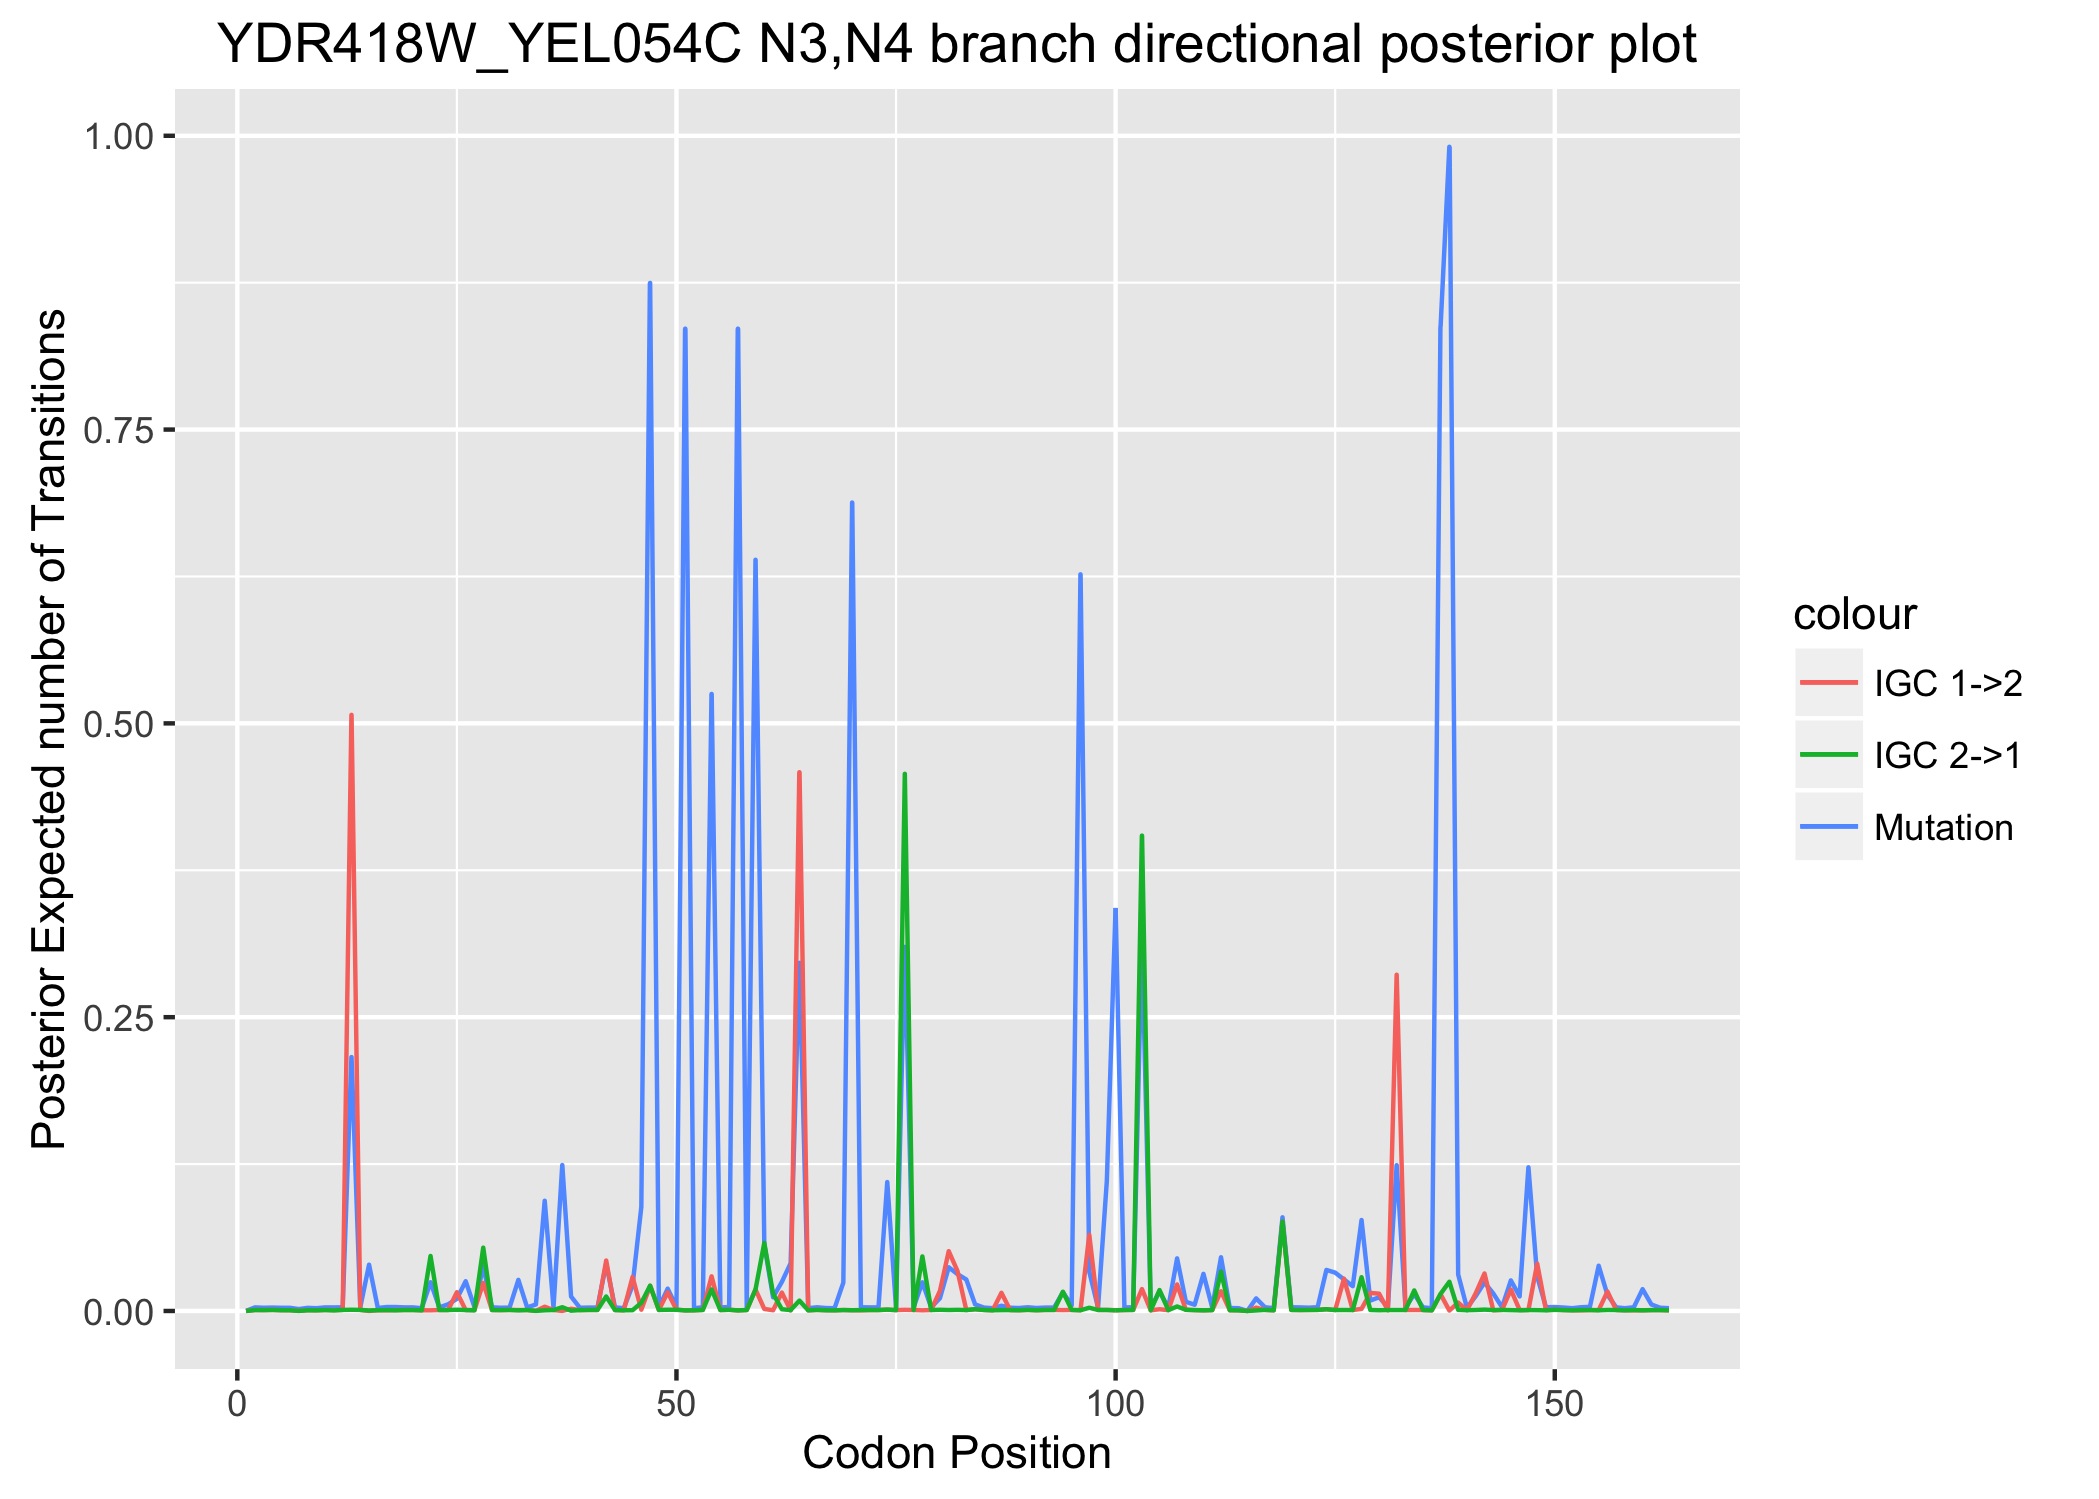 YDR418W_YEL054C N3,N4 branch directional posterior plot
Posterior Expected number of Transitions
1.00
0.75
0.50
0.25
0.00
0
50
100
150
Codon Position
colour
IGC 1->2
IGC 2->1
Mutation